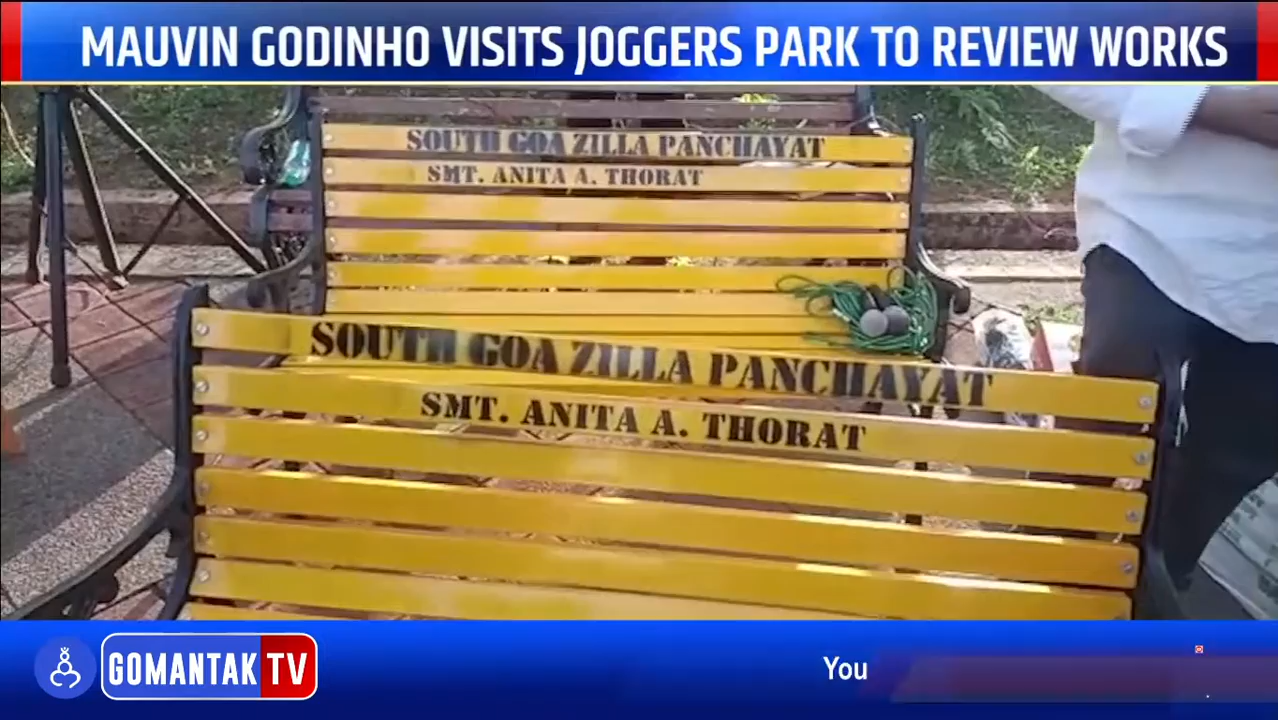 MAUVIN GODINHO VISITS JOGGERS PARK TO REVIEW WORKS
SOUTH GOA ZILLA PANCHAYAT
SMT. ANITA A. THORAT
SOUTH GOA ZILLA PANCHAYAT
SMT. ANITA A. THORAT
GOMANTAK TV
You